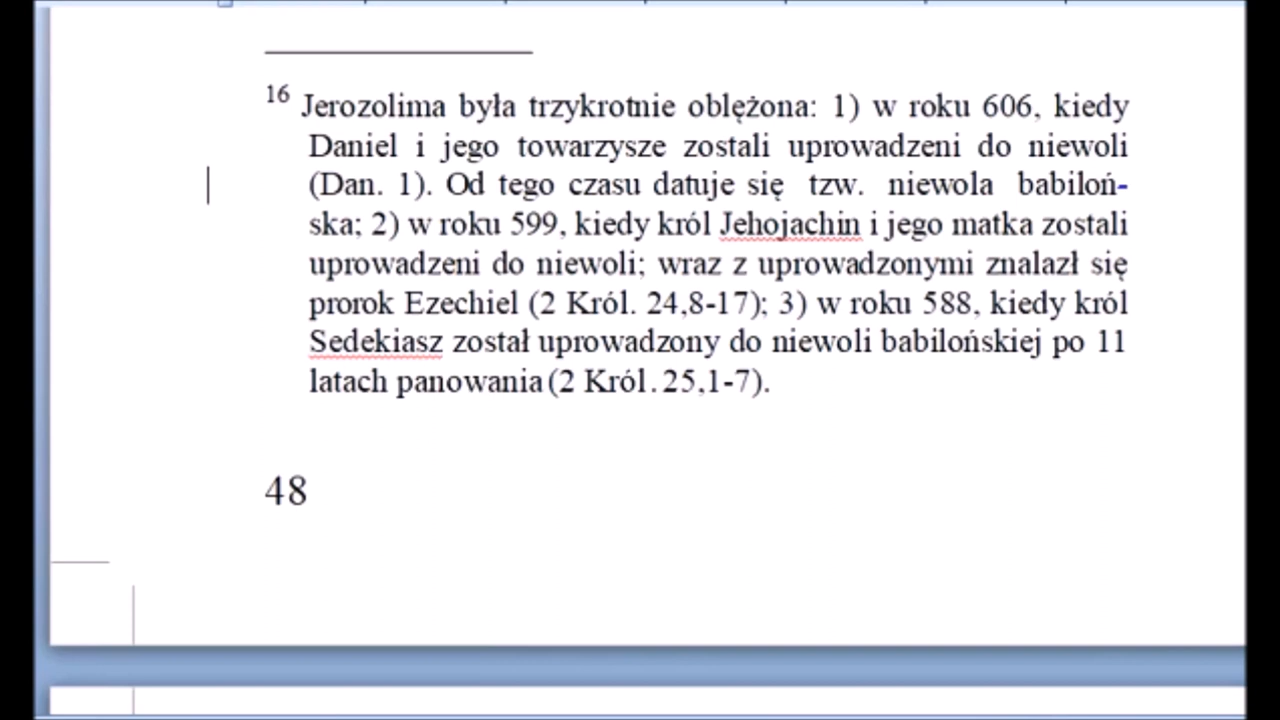 16 Jerozolima była trzykrotnie oblężona: 1) w roku 606, kiedy
Daniel i jego towarzysze zostali uprowadzeni do niewoli
(Dan. 1). Od tego czasu datuje się tzw. niewola babiloń-
ska; 2) w roku 599, kiedy król Jehojachin i jego matka zostali
uprowadzeni do niewoli; wraz z uprowadzonymi znalazł się
prorok Ezechiel (2 Król. 24,8-17); 3) w roku 588, kiedy król
Sedekiasz został uprowadzony do niewoli babilońskiej po 11
latach panowania (2 Król. 25,1-7).
48